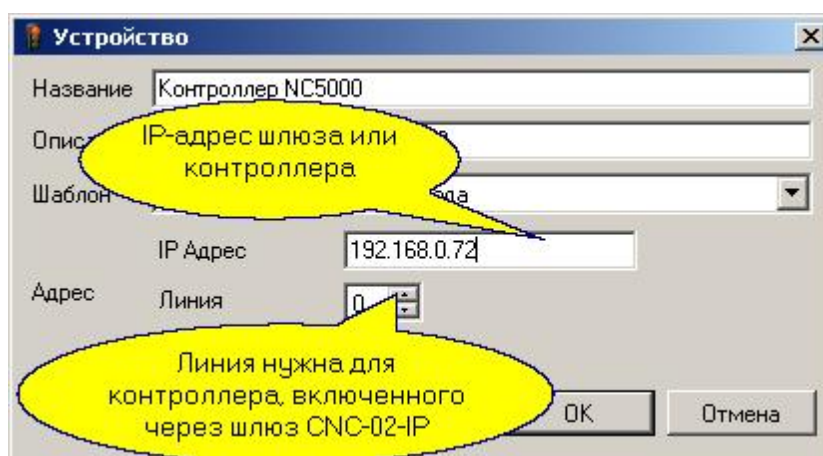 Устройство
Название Контроллер NC5000
IP-адрес шлюза или
контроллера
Шаблон
IP Адрес 192.168.0.72
Адрес Линия 0
Линия нужна для
контроллера, включенного
через шлюз CNC-02-IP
OK Отмена